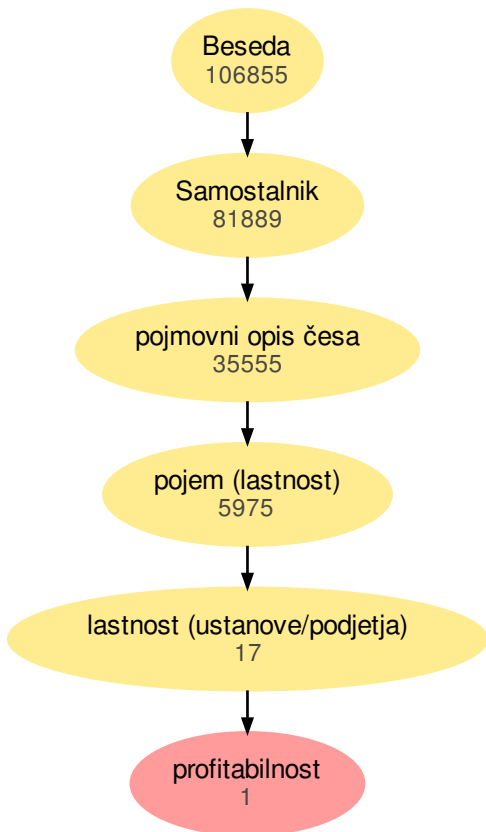 Beseda
106855
Samostalnik
81889
pojmovni opis česa
35555
pojem (lastnost)
5975
lastnost (ustanove/podjetja)
17
profitabilnost
1